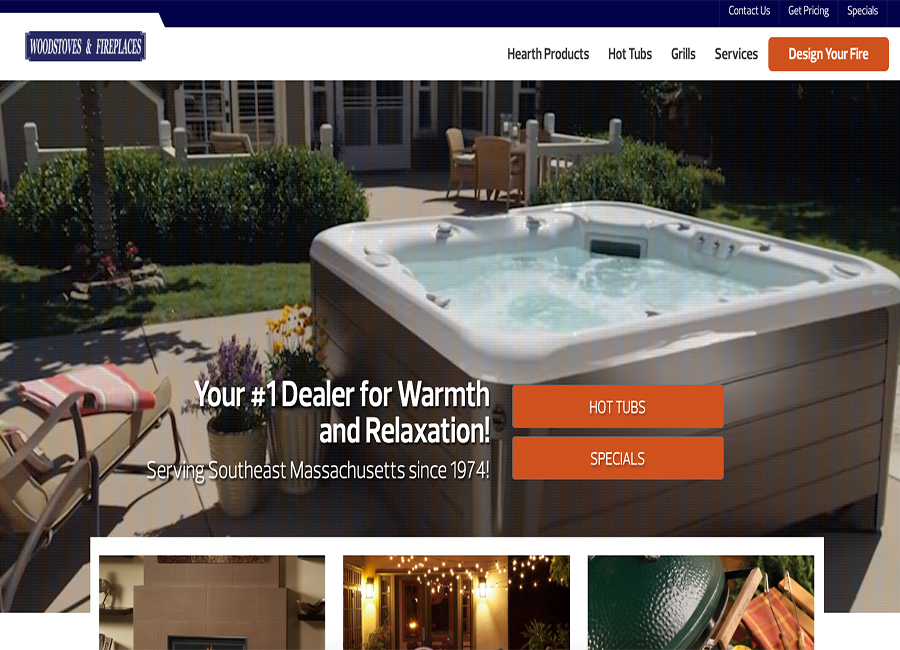 Contact Us
Get Pricing
Specials
WOODSTOVES & FIREPLACES
Hearth Products
Hot Tubs
Grills
Services
Design Your Fire
Your #1 Dealer for Warmth
and Relaxation!
Serving Southeast Massachusetts since 1974!
HOT TUBS
SPECIALS